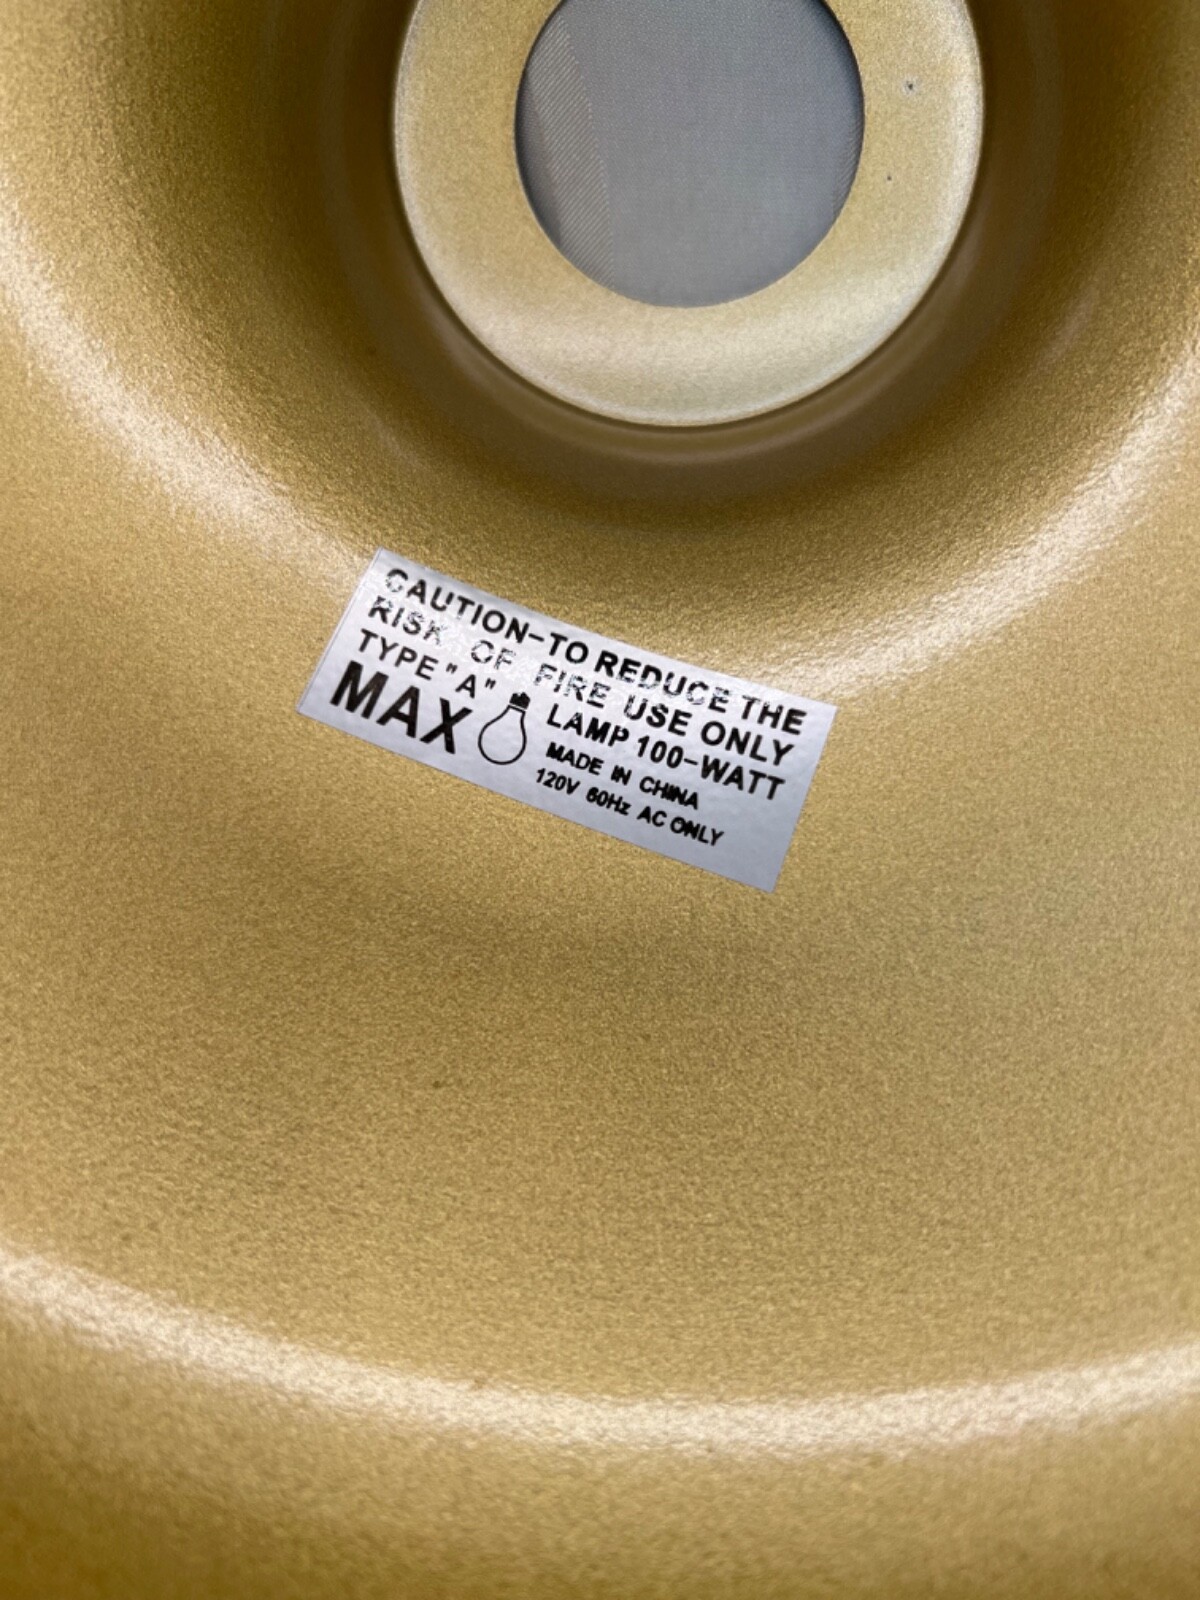 CAUTION-TO REDUCE THE
RISK OF FIRE USE ONLY
TYPE "A" LAMP 100-WATT
MAX
MADE IN CHINA
120V 60Hz AC ONLY